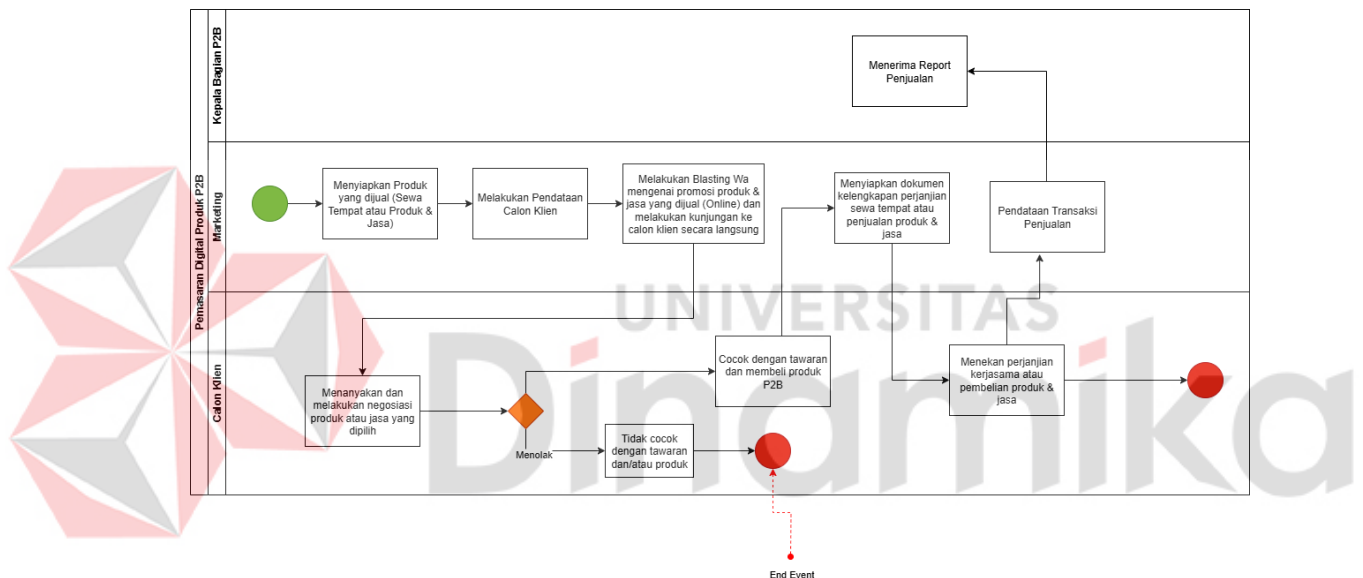 Pemasaran Digital Produk P2B
Kepala Bagian P2B
Menerima Report
Penjualan
Marketing
Menyiapkan Produk
yang dijual (Sewa
Tempat atau Produk &
Jasa)
Melakukan Pendataan
Calon Klien
Melakukan Blasting Wa
mengenai promosi produk &
jasa yang dijual (Online) dan
melakukan kunjungan ke
calon klien secara langsung
Menyiapkan dokumen
kelengkapan perjanjian
sewa tempat atau
penjualan produk &
jasa
Pendataan Transaksi
Penjualan
Calon Klien
Menanyakan dan
melakukan negosiasi
produk atau jasa yang
dipilih
Menolak
Cocok dengan tawaran
dan membeli produk
P2B
Tidak cocok
dengan tawaran
dan/atau produk
Menekan perjanjian
kerjasama atau
pembelian produk &
jasa
End Event
UNIVERSITAS
Dinamika